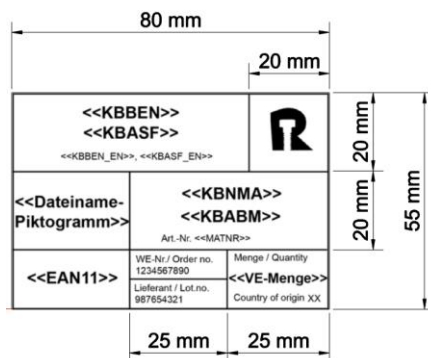 80 mm
20 mm
<<KBBEN>>
<<KBASF>>
<<KBBEN_EN>>, <<KBASF_EN>>
R
20 mm
55 mm
<<Dateiname-
Piktogramm>>
<<KBNMA>>
<<KBABM>>
Art.-Nr. <<MATNR>>
20 mm
<<EAN11>>
WE-Nr./ Order no.
1234567890
Lieferant / Lot.no.
987654321
Menge / Quantity
<<VE-Menge>>
Country of origin XX
25 mm
25 mm